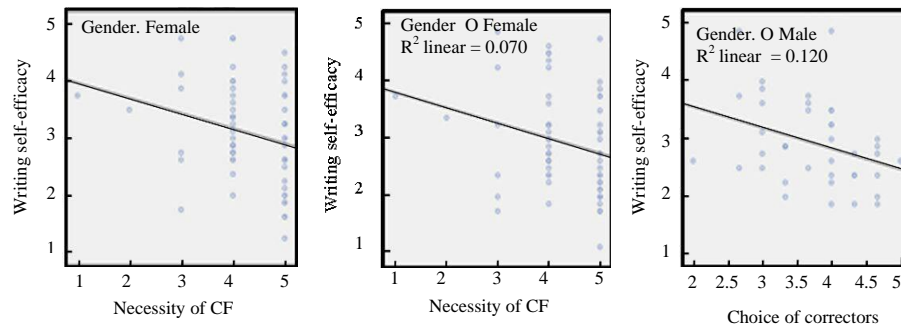 Gender. Female
Writing self-efficacy
5
4
3
2
1
1 2 3 4 5
Necessity of CF
Gender O Female
R² linear = 0.070
Writing self-efficacy
5
4
3
2
1
1 2 3 4 5
Necessity of CF
Gender. O Male
R² linear = 0.120
Writing self-efficacy
5
4
3
2
1
2 2.5 3 3.5 4 4.5 5
Choice of correctors